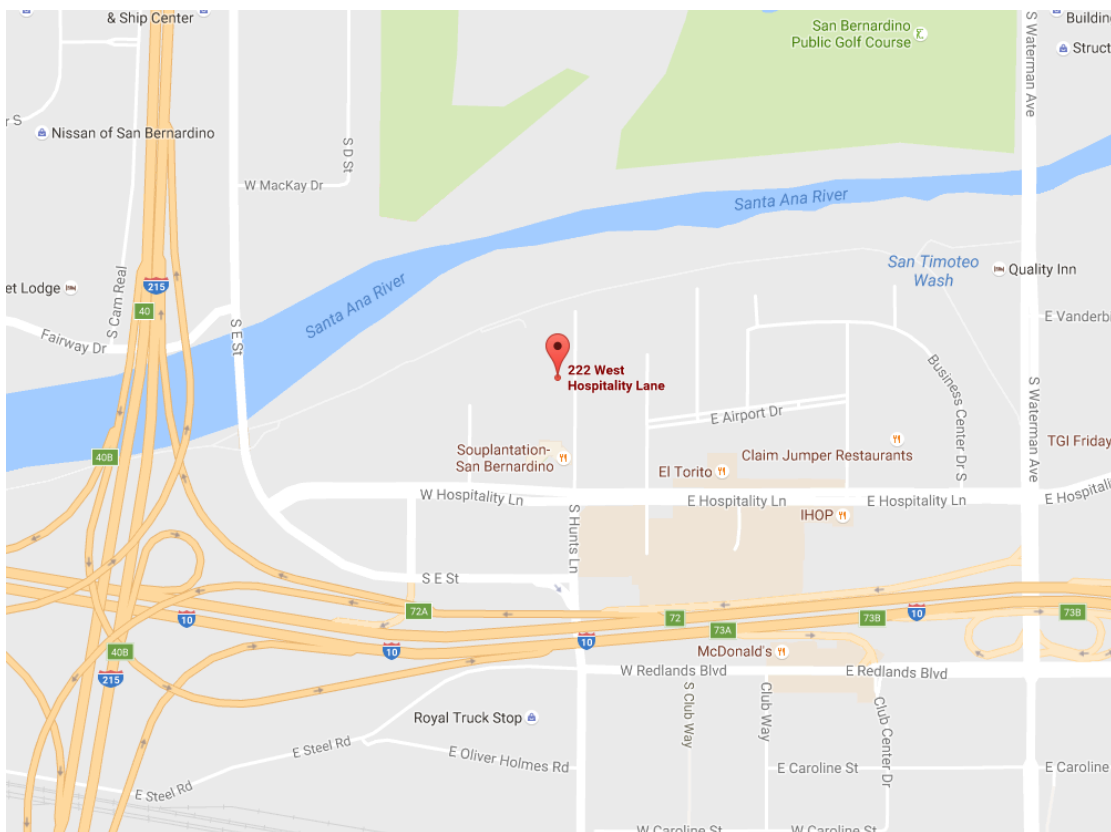 & Ship Center
San Bernardino
Public Golf Course
S Waterman Ave
Building
Struct
r S
Nissan of San Bernardino
S D St
W MacKay Dr
Santa Ana River
San Timoteo
Wash
Quality Inn
et Lodge
S Cam Real
215
40
Santa Ana River
Fairway Dr
S E St
E Vanderbi
222 West
Hospitality Lane
Business Center Dr S
S Waterman Ave
E Airport Dr
TGI Friday
40B
Souplantation-
San Bernardino
Claim Jumper Restaurants
El Torito
W Hospitality Ln
E Hospitality Ln
E Hospitality Ln
E Hospitali
S Hunts Ln
IHOP
S E St
10
72A
72
73A
73B
10
73B
40B
10
10
215
McDonald's
W Redlands Blvd
E Redlands Blvd
Royal Truck Stop
S Club Way
Club Way
Club Center Dr
E Steel Rd
E Oliver Holmes Rd
E Caroline St
E Caroline
E Steel Rd
W Caroline St
W Caroline St